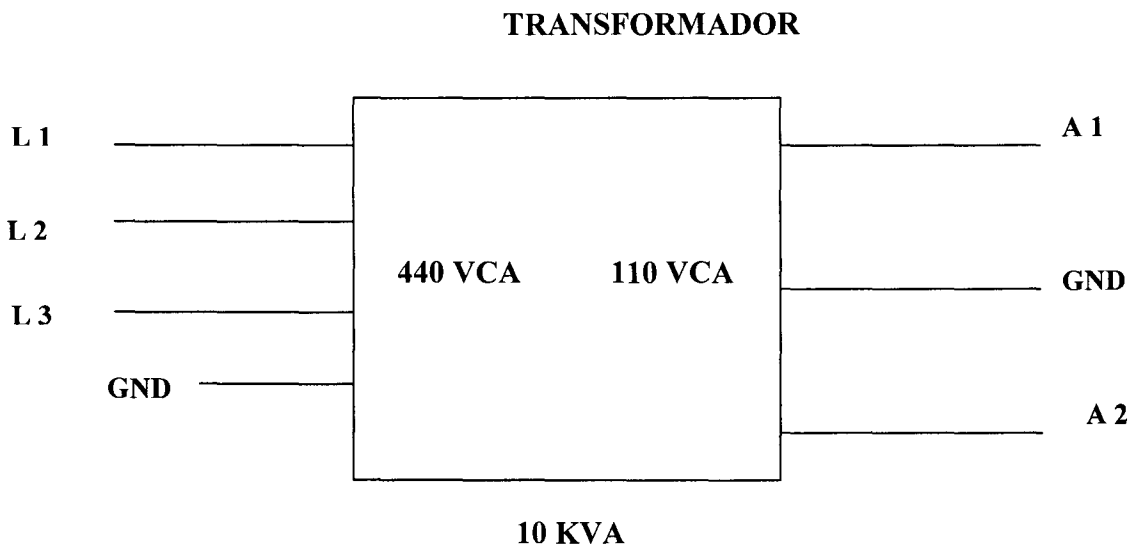 TRANSFORMADOR
L 1
A 1
L 2
440 VCA
110 VCA
GND
L 3
GND
A 2
10 KVA